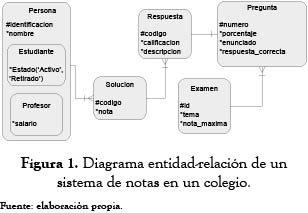 Persona
#identificacion
*nombre
Estudiante
*Estado('Activo',
'Retirado')
Profesor
*salario
Solucion
#codigo
*nota
Respuesta
#codigo
*calificacion
*descripcion
Pregunta
#numero
*porcentaje
*enunciado
*respuesta_correcta
Examen
#id
*tema
*nota_maxima
Figura 1. Diagrama entidad-relación de un
sistema de notas en un colegio.
Fuente: elaboración propia.